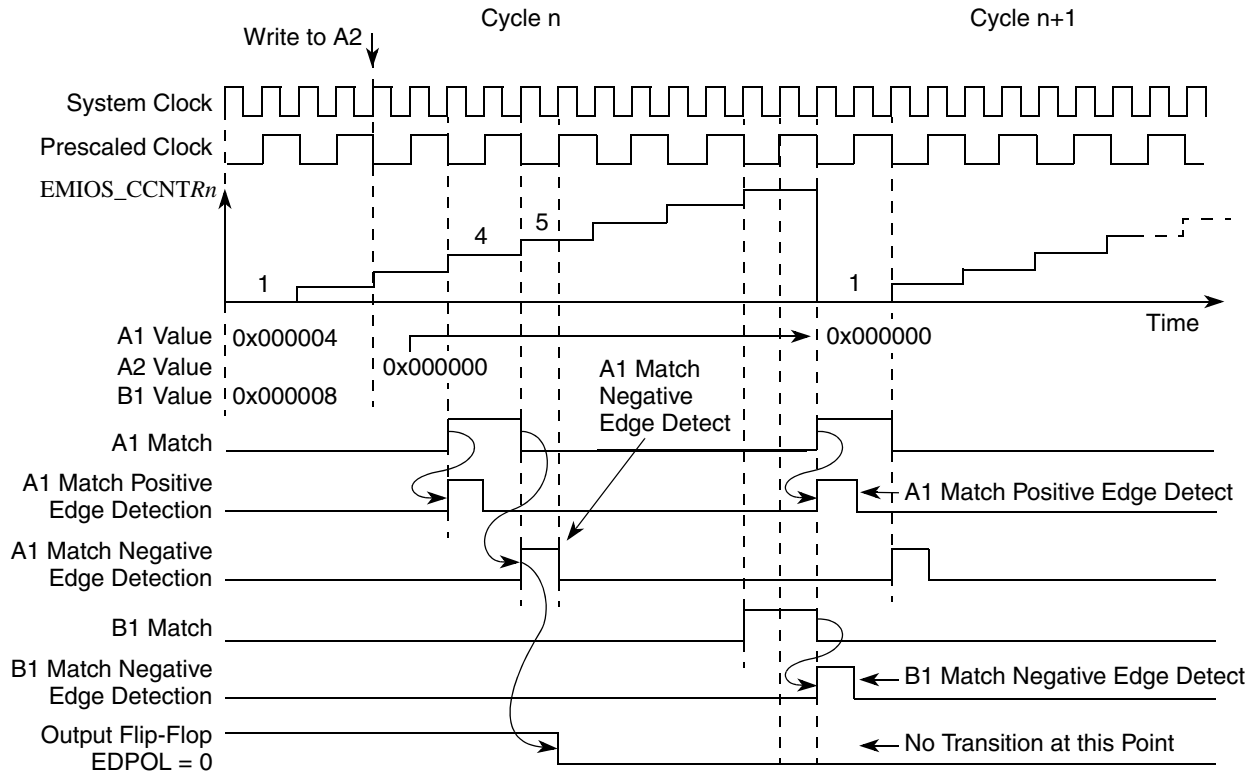 Cycle n
Cycle n+1
Write to A2
System Clock
Prescaled Clock
EMIOS_CCNTRn
4
5
1
1
Time
A1 Value 0x000004
0x000000
A2 Value
0x000000
B1 Value 0x000008
A1 Match
Negative
Edge Detect
A1 Match
A1 Match Positive
Edge Detection
A1 Match Positive Edge Detect
A1 Match Negative
Edge Detection
B1 Match
B1 Match Negative
Edge Detection
B1 Match Negative Edge Detect
Output Flip-Flop
EDPOL = 0
No Transition at this Point